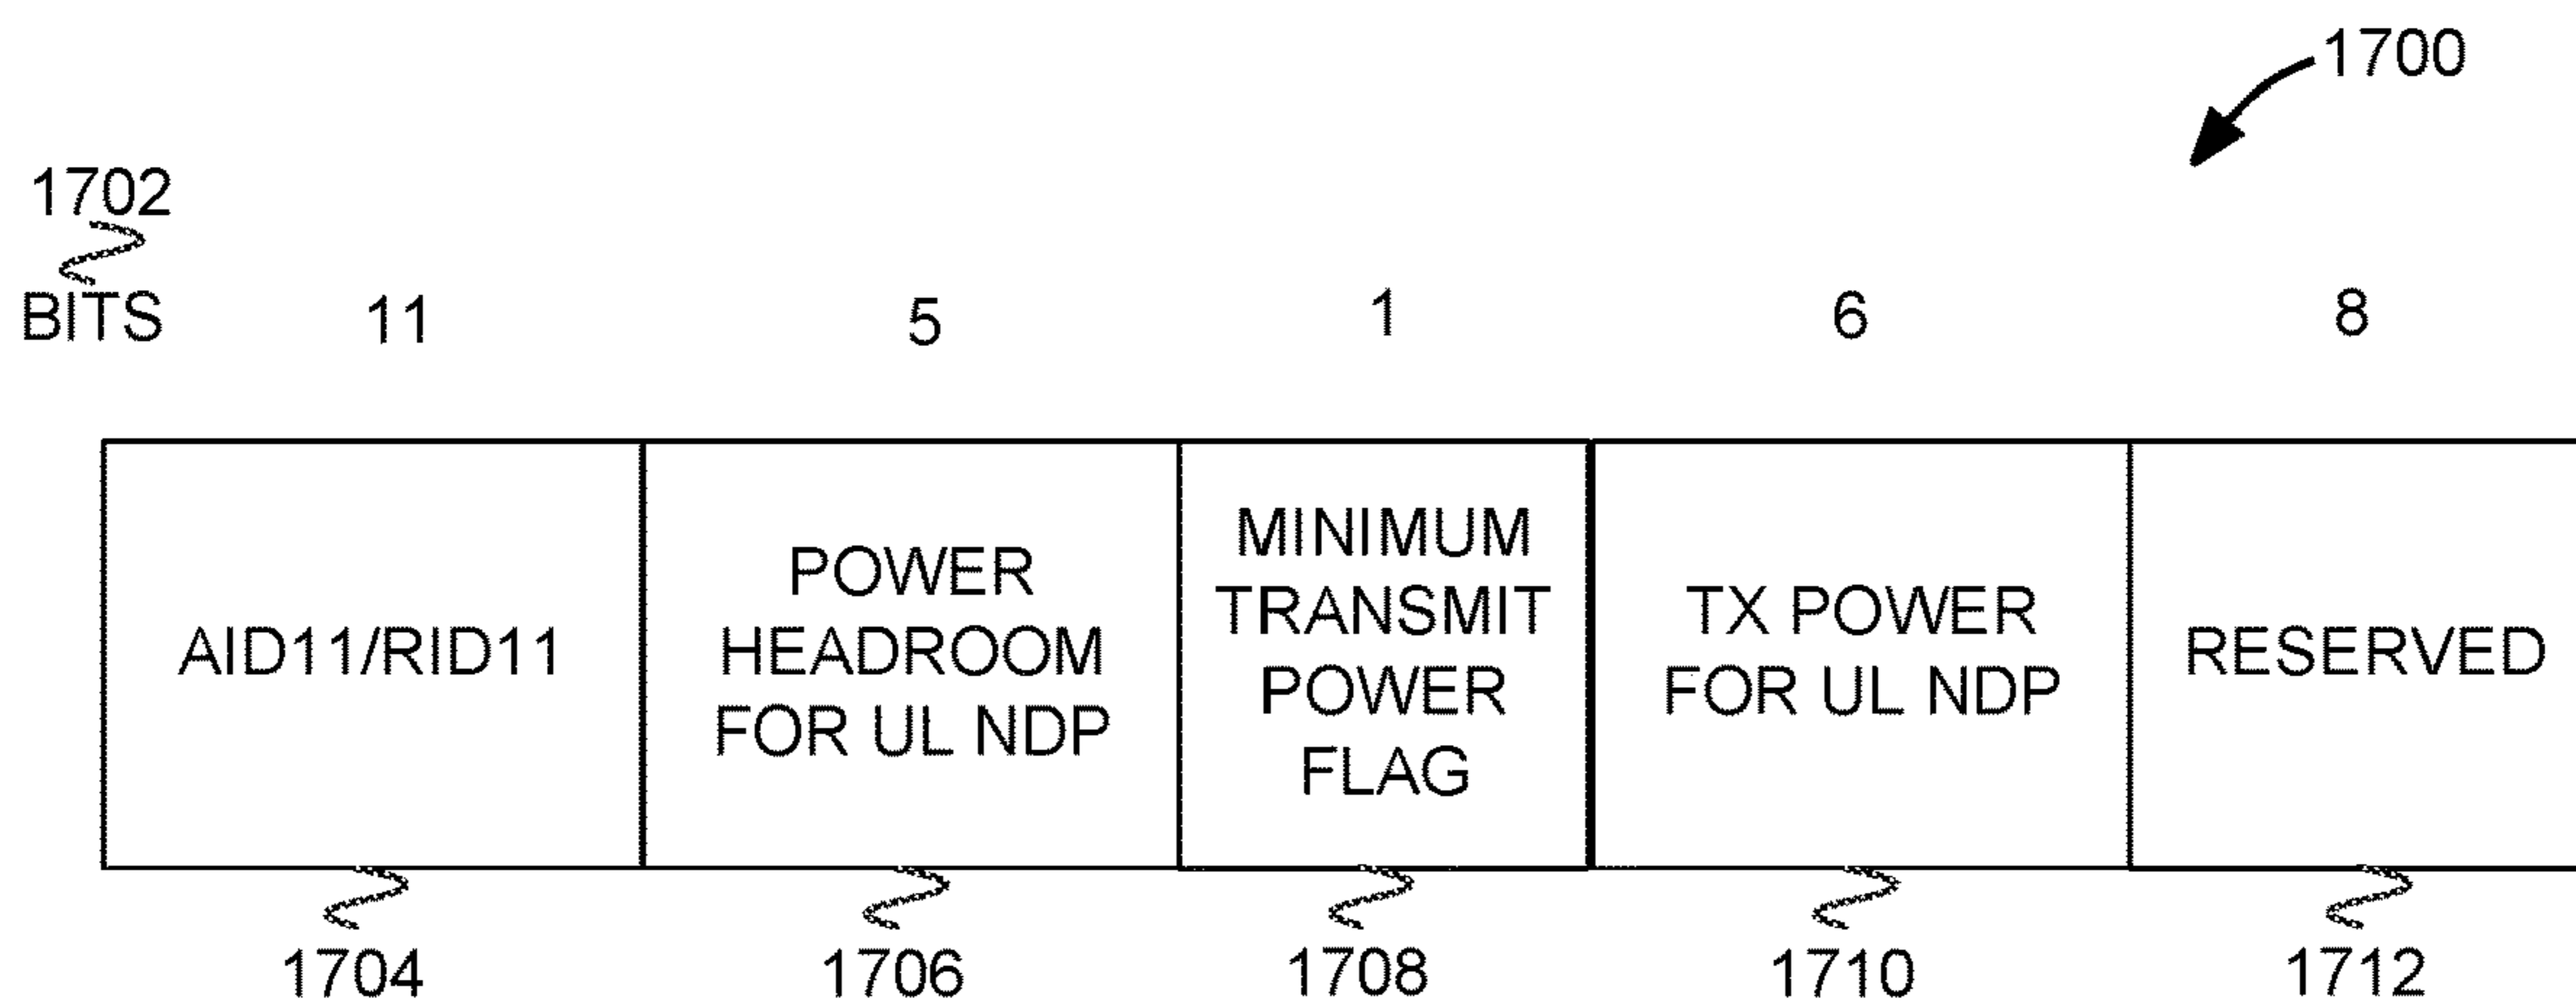 1700
1702
BITS 11 5 1 6 8
AID11/RID11
POWER
HEADROOM
FOR UL NDP
MINIMUM
TRANSMIT
POWER
FLAG
TX POWER
FOR UL NDP
RESERVED
1704 1706 1708 1710 1712